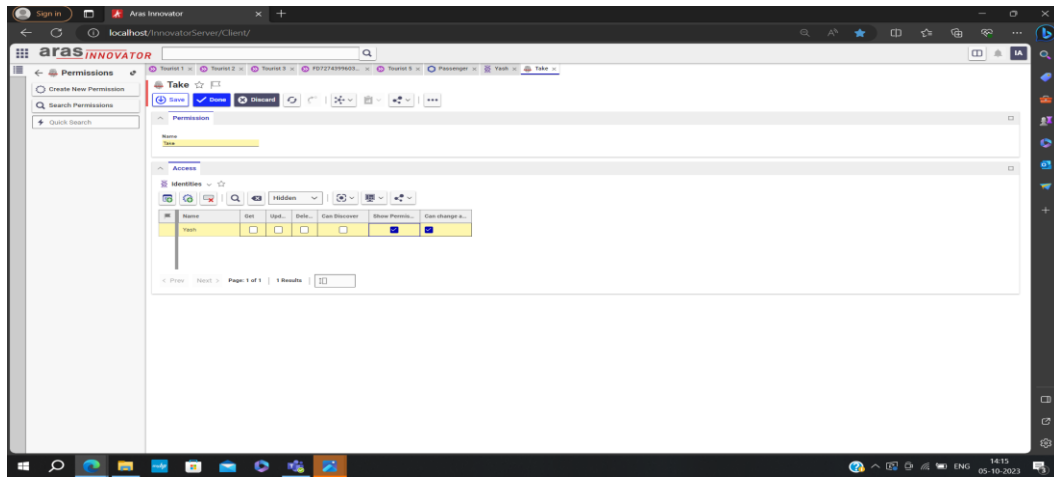 Sign in Aras Innovator
localhost/InnovatorServer/Client/
aras INNOVATOR IA
Permissions Tourist 1 Tourist 2 Tourist 3 FD7274399603... Tourist 5 Passenger Yash Take
Create New Permission
Search Permissions
Quick Search
Take
Save Done Discard
Permission
Name
Take
Access
Identities
Hidden
Name Get Upd... Dele... Can Discover Show Permis... Can change a...
Yash
< Prev Next > Page: 1 of 1 1 Results
ENG 14:15
05-10-2023